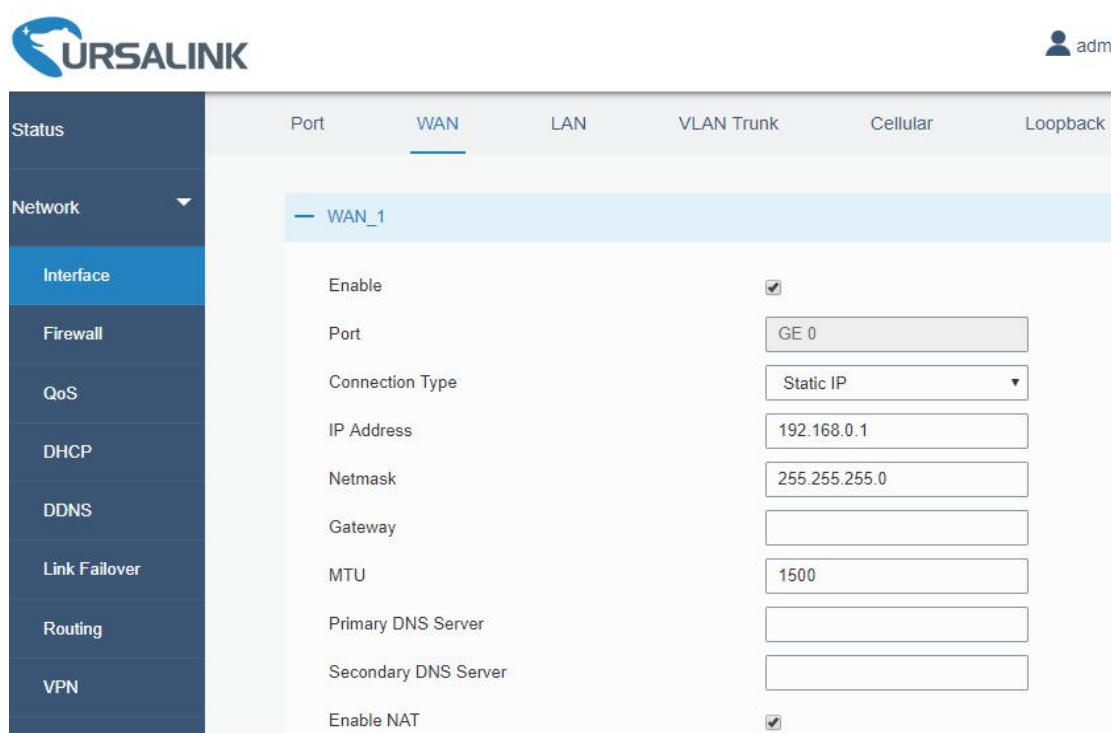 URSALINK
adm
Status
Port WAN LAN VLAN Trunk Cellular Loopback
Network
WAN_1
Interface
Enable
Firewall
Port GE 0
Connection Type Static IP
QoS
IP Address 192.168.0.1
DHCP
Netmask 255.255.255.0
DDNS
Gateway
Link Failover
MTU 1500
Routing
Primary DNS Server
Secondary DNS Server
VPN
Enable NAT